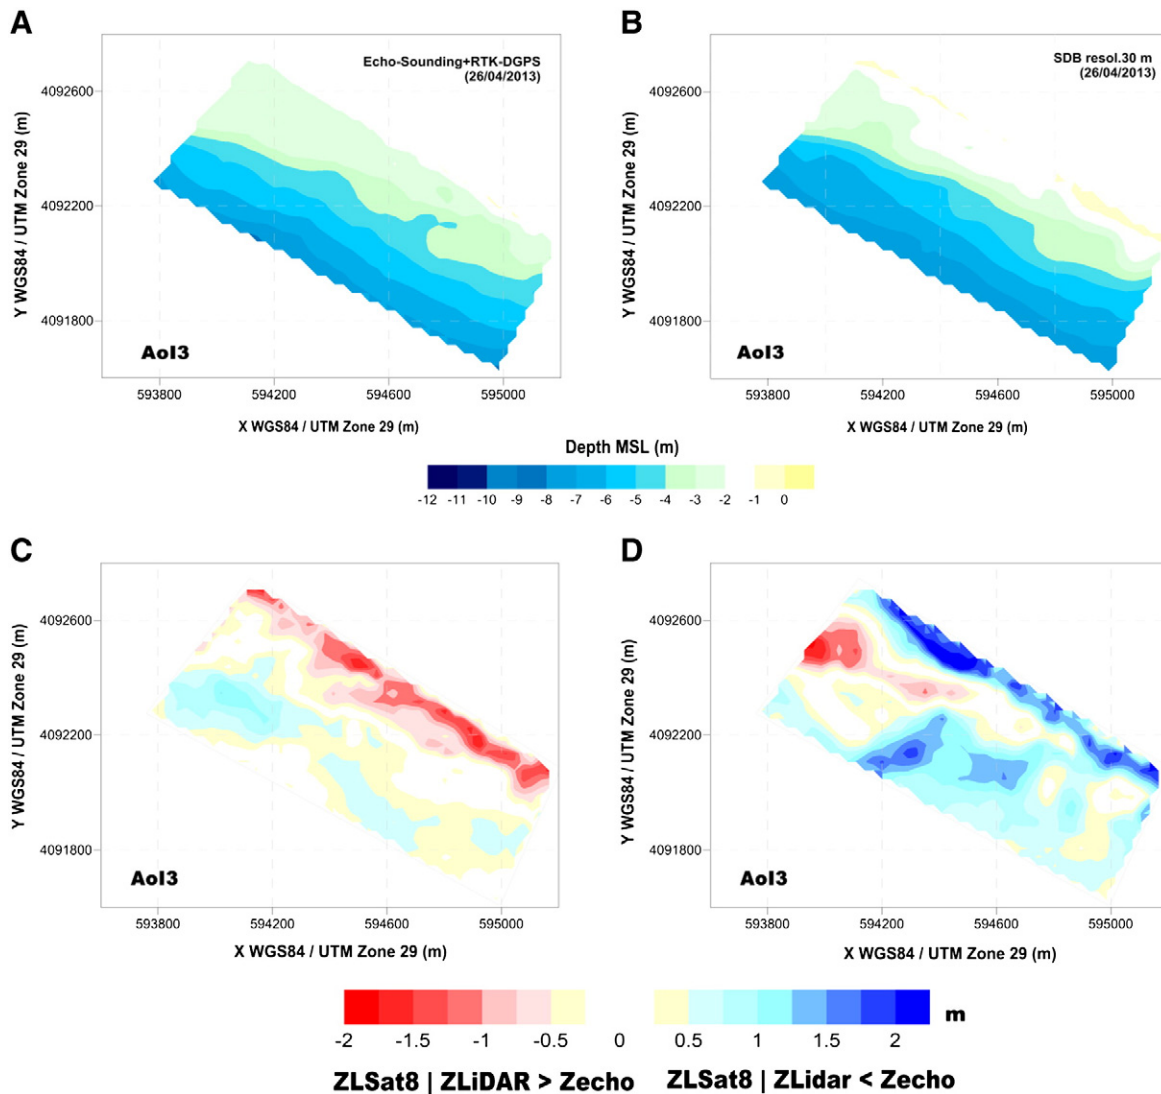 A
Echo-Sounding+RTK-DGPS
(26/04/2013)
4092600
4092200
4091800
Y WGS84 / UTM Zone 29 (m)
AoI3
593800 594200 594600 595000
X WGS84 / UTM Zone 29 (m)
B
SDB resol.30 m
(26/04/2013)
4092600
4092200
4091800
Y WGS84 / UTM Zone 29 (m)
AoI3
593800 594200 594600 595000
X WGS84 / UTM Zone 29 (m)
Depth MSL (m)
-12 -11 -10 -9 -8 -7 -6 -5 -4 -3 -2 -1 0
C
4092600
4092200
4091800
Y WGS84 / UTM Zone 29 (m)
AoI3
593800 594200 594600 595000
X WGS84 / UTM Zone 29 (m)
D
4092600
4092200
4091800
Y WGS84 / UTM Zone 29 (m)
AoI3
593800 594200 594600 595000
X WGS84 / UTM Zone 29 (m)
m
-2 -1.5 -1 -0.5 0 0.5 1 1.5 2
ZLSat8 | ZLiDAR > Zecho ZLSat8 | ZLidar < Zecho